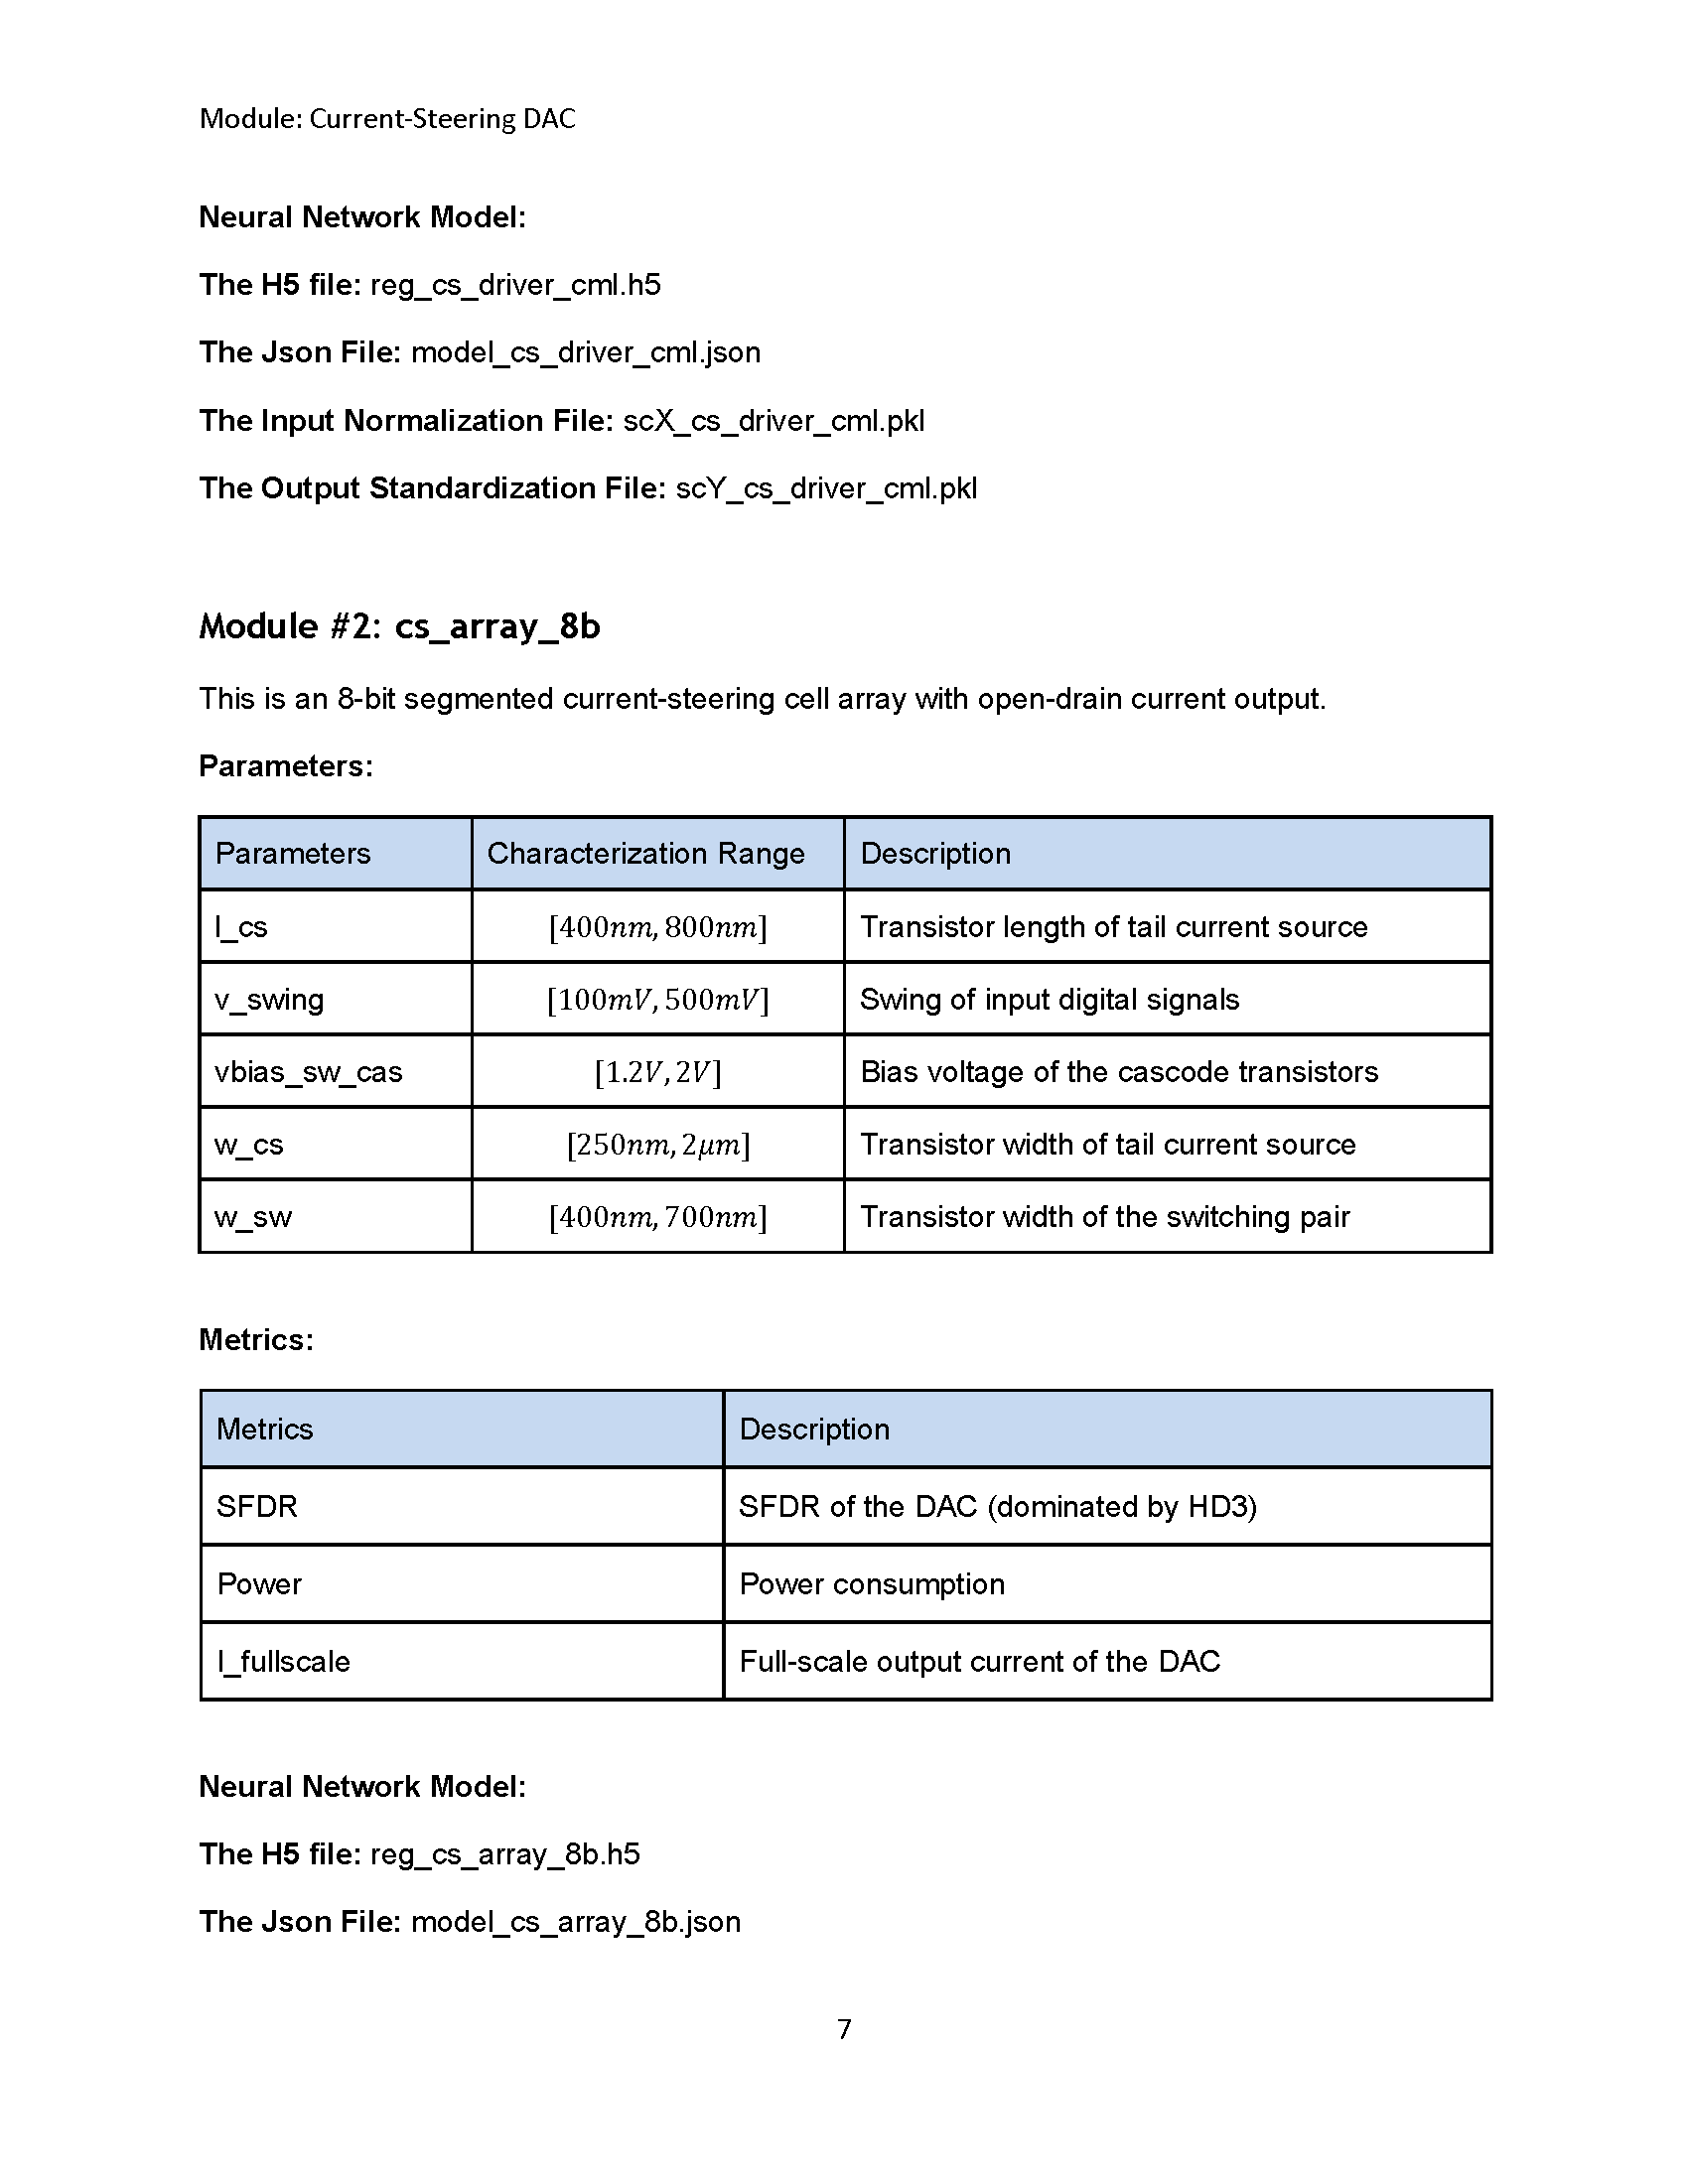 Module: Current-Steering DAC
Neural Network Model:
The H5 file: reg_cs_driver_cml.h5
The Json File: model_cs_driver_cml.json
The Input Normalization File: scX_cs_driver_cml.pkl
The Output Standardization File: scY_cs_driver_cml.pkl
Module #2: cs_array_8b
This is an 8-bit segmented current-steering cell array with open-drain current output.
Parameters:
Parameters Characterization Range Description
l_cs [400nm, 800nm] Transistor length of tail current source
v_swing [100mV, 500mV] Swing of input digital signals
vbias_sw_cas [1.2V, 2V] Bias voltage of the cascode transistors
w_cs [250nm, 2μm] Transistor width of tail current source
w_sw [400nm, 700nm] Transistor width of the switching pair
Metrics:
Metrics Description
SFDR SFDR of the DAC (dominated by HD3)
Power Power consumption
I_fullscale Full-scale output current of the DAC
Neural Network Model:
The H5 file: reg_cs_array_8b.h5
The Json File: model_cs_array_8b.json
7